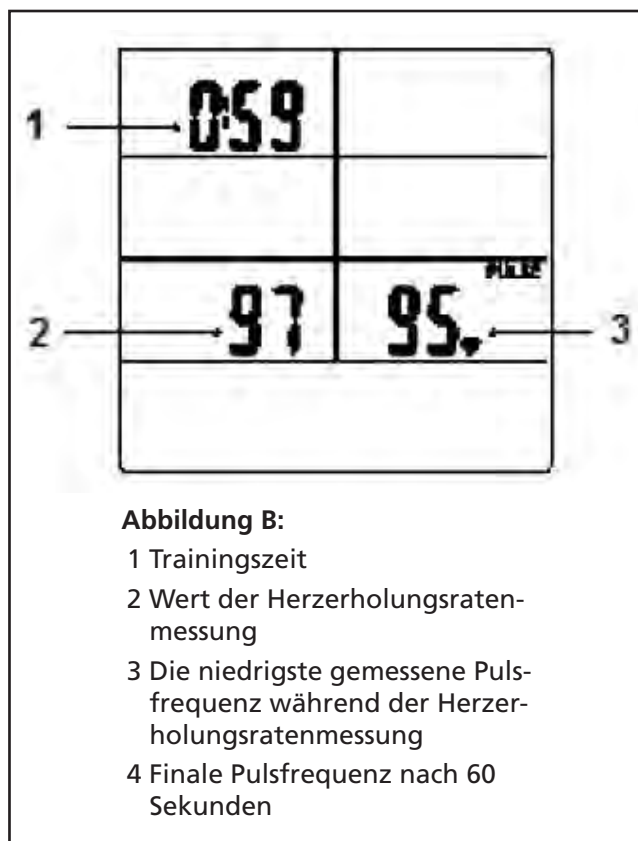 0:59
1
PULSE
2
97
95
3
Abbildung B:
1 Trainingszeit
2 Wert der Herzerholungsraten-
messung
3 Die niedrigste gemessene Puls-
frequenz während der Herzer-
holungsratenmessung
4 Finale Pulsfrequenz nach 60
Sekunden